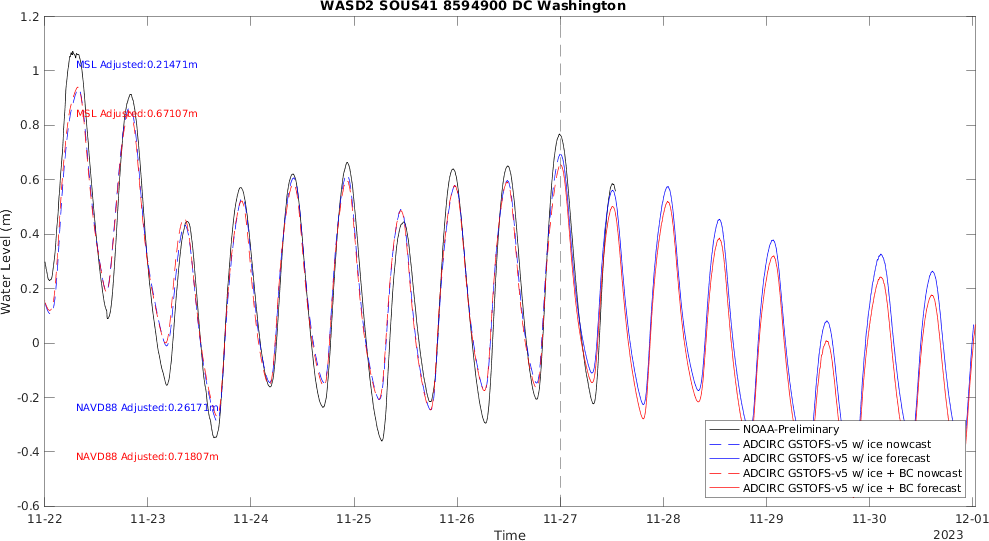 WASD2 SOUS41 8594900 DC Washington
1.2
1
0.8
0.6
0.4
0.2
0
-0.2
-0.4
-0.6
Water Level (m)
MSL Adjusted:0.21471m
MSL Adjusted:0.67107m
NAVD88 Adjusted:0.26171m
NAVD88 Adjusted:0.71807m
NOAA-Preliminary
ADCIRC GSTOFS-v5 w/ ice nowcast
ADCIRC GSTOFS-v5 w/ ice forecast
ADCIRC GSTOFS-v5 w/ ice + BC nowcast
ADCIRC GSTOFS-v5 w/ ice + BC forecast
11-22 11-23 11-24 11-25 11-26 11-27 11-28 11-29 11-30 12-01
Time
2023